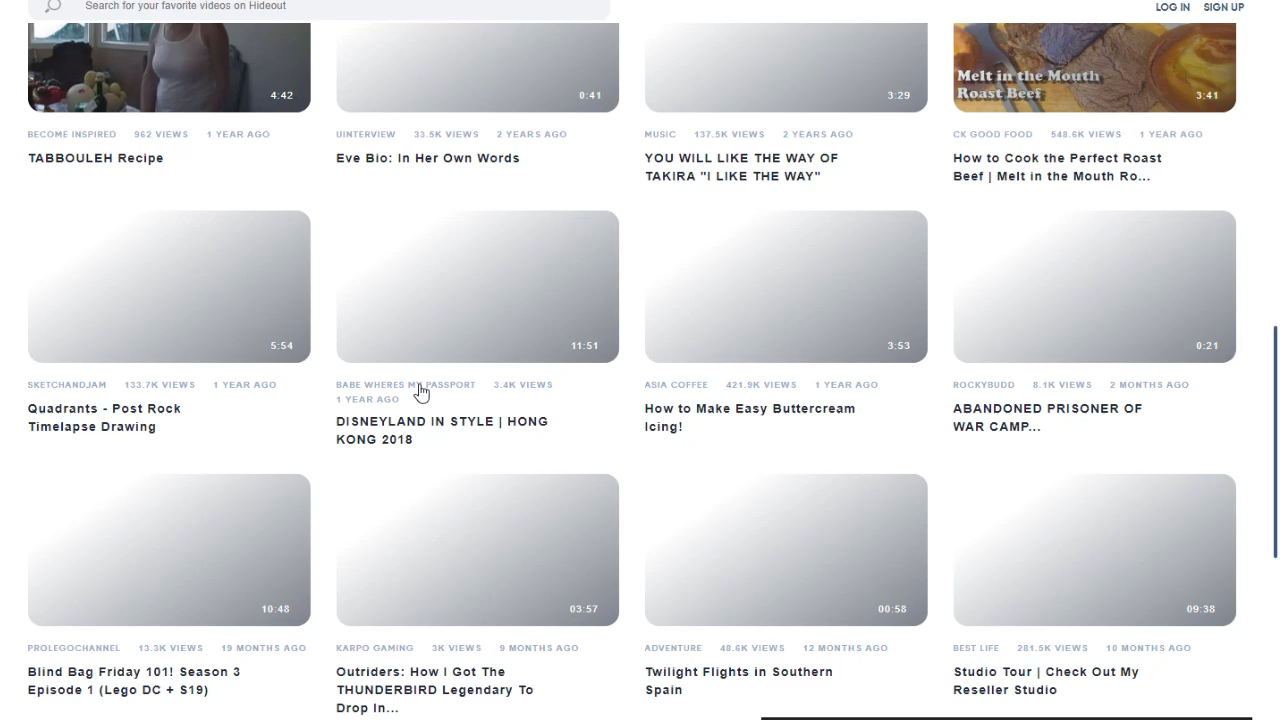 Search for your favorite videos on Hideout
LOG IN SIGN UP
4:42
0:41
3:29
Melt in the Mouth
Roast Beef
3:41
BECOME INSPIRED 962 VIEWS 1 YEAR AGO
TABBOULEH Recipe
UINTERVIEW 33.5K VIEWS 2 YEARS AGO
Eve Bio: In Her Own Words
MUSIC 137.5K VIEWS 2 YEARS AGO
YOU WILL LIKE THE WAY OF
TAKIRA "I LIKE THE WAY"
CK GOOD FOOD 548.6K VIEWS 1 YEAR AGO
How to Cook the Perfect Roast
Beef | Melt in the Mouth Ro...
5:54
11:51
3:53
0:21
SKETCHANDJAM 133.7K VIEWS 1 YEAR AGO
Quadrants - Post Rock
Timelapse Drawing
BABE WHERES MY PASSPORT 3.4K VIEWS
1 YEAR AGO
DISNEYLAND IN STYLE | HONG
KONG 2018
ASIA COFFEE 421.9K VIEWS 1 YEAR AGO
How to Make Easy Buttercream
Icing!
ROCKYBUDD 8.1K VIEWS 2 MONTHS AGO
ABANDONED PRISONER OF
WAR CAMP...
10:48
03:57
00:58
09:38
PROLEGOCHANNEL 13.3K VIEWS 19 MONTHS AGO
Blind Bag Friday 101! Season 3
Episode 1 (Lego DC + S19)
KARPO GAMING 3K VIEWS 9 MONTHS AGO
Outriders: How I Got The
THUNDERBIRD Legendary To
Drop In...
ADVENTURE 48.6K VIEWS 12 MONTHS AGO
Twilight Flights in Southern
Spain
BEST LIFE 281.5K VIEWS 10 MONTHS AGO
Studio Tour | Check Out My
Reseller Studio